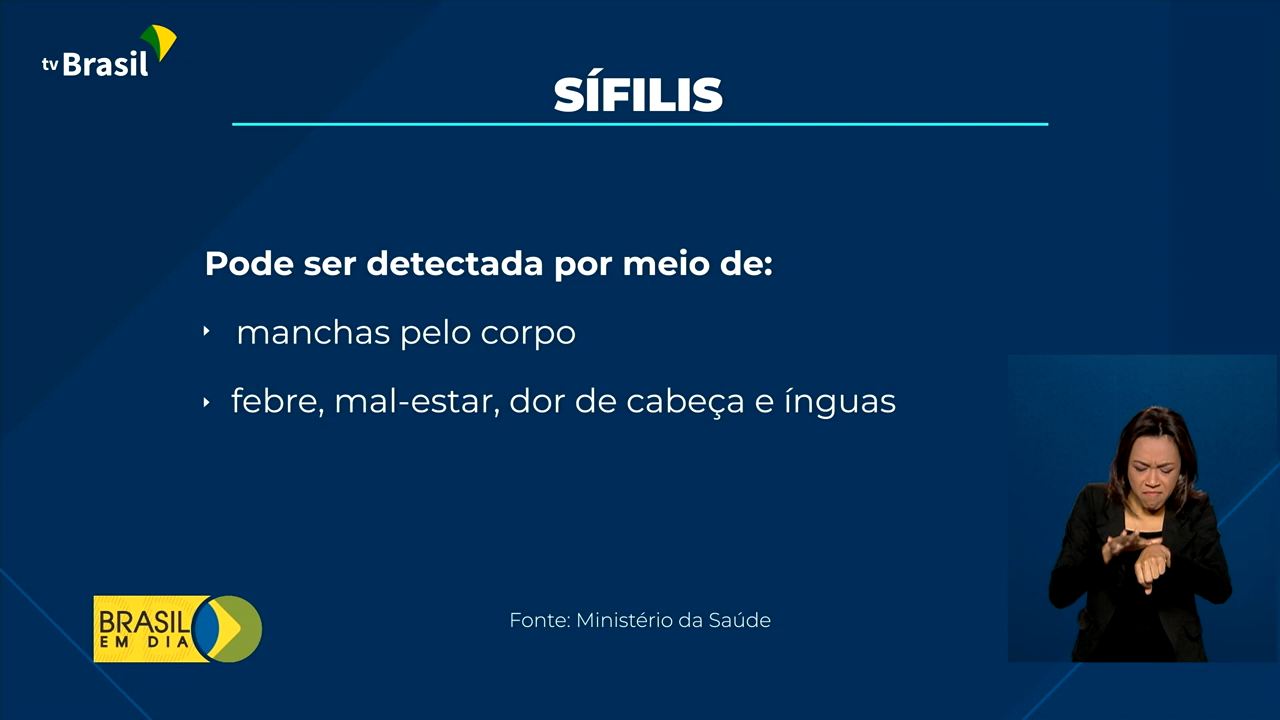 tv Brasil
SÍFILIS
Pode ser detectada por meio de:
manchas pelo corpo
febre, mal-estar, dor de cabeça e ínguas
BRASIL
EM DIA
Fonte: Ministério da Saúde